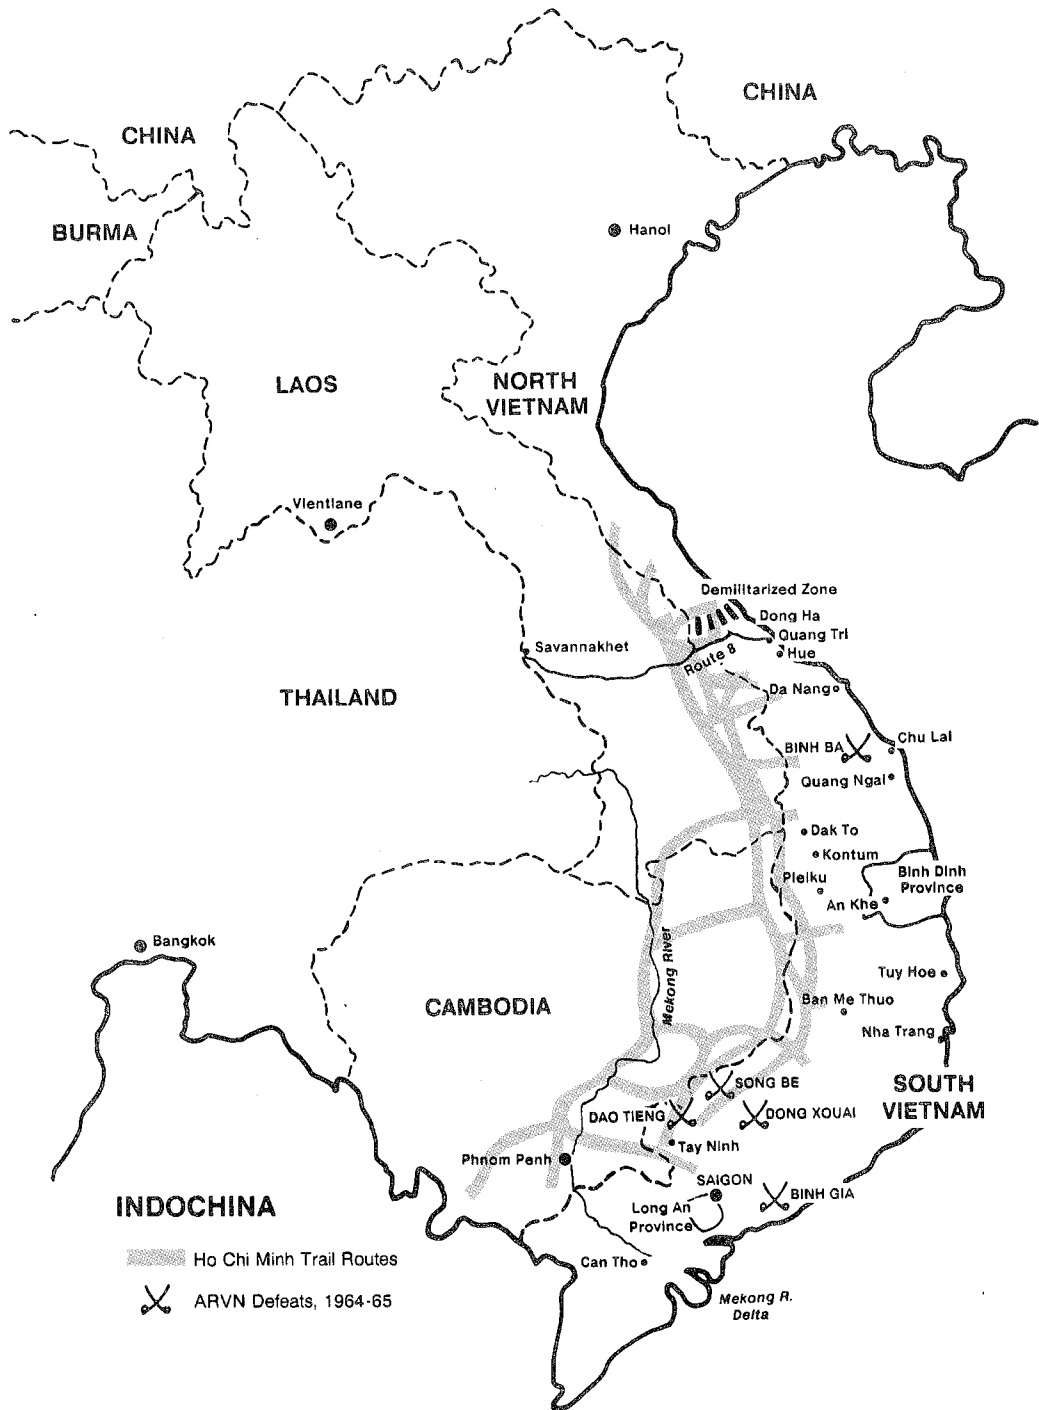 CHINA
CHINA
BURMA
Hanoi
LAOS
NORTH
VIETNAM
Vientiane
Demilitarized Zone
Dong Ha
Quang Tri
Hue
Savannakhet
Route 8
Da Nang
THAILAND
BINH BA
Chu Lai
Quang Ngai
Dak To
Kontum
Pleiku
Binh Dinh
Province
An Khe
Bangkok
Mekong River
Tuy Hoe
CAMBODIA
Ban Me Thuo
Nha Trang
SONG BE
SOUTH
VIETNAM
DAO TIENG
DONG XOUAI
Tay Ninh
Phnom Penh
SAIGON
BINH GIA
Long An
Province
INDOCHINA
Ho Chi Minh Trail Routes
Can Tho
ARVN Defeats, 1964-65
Mekong R.
Delta